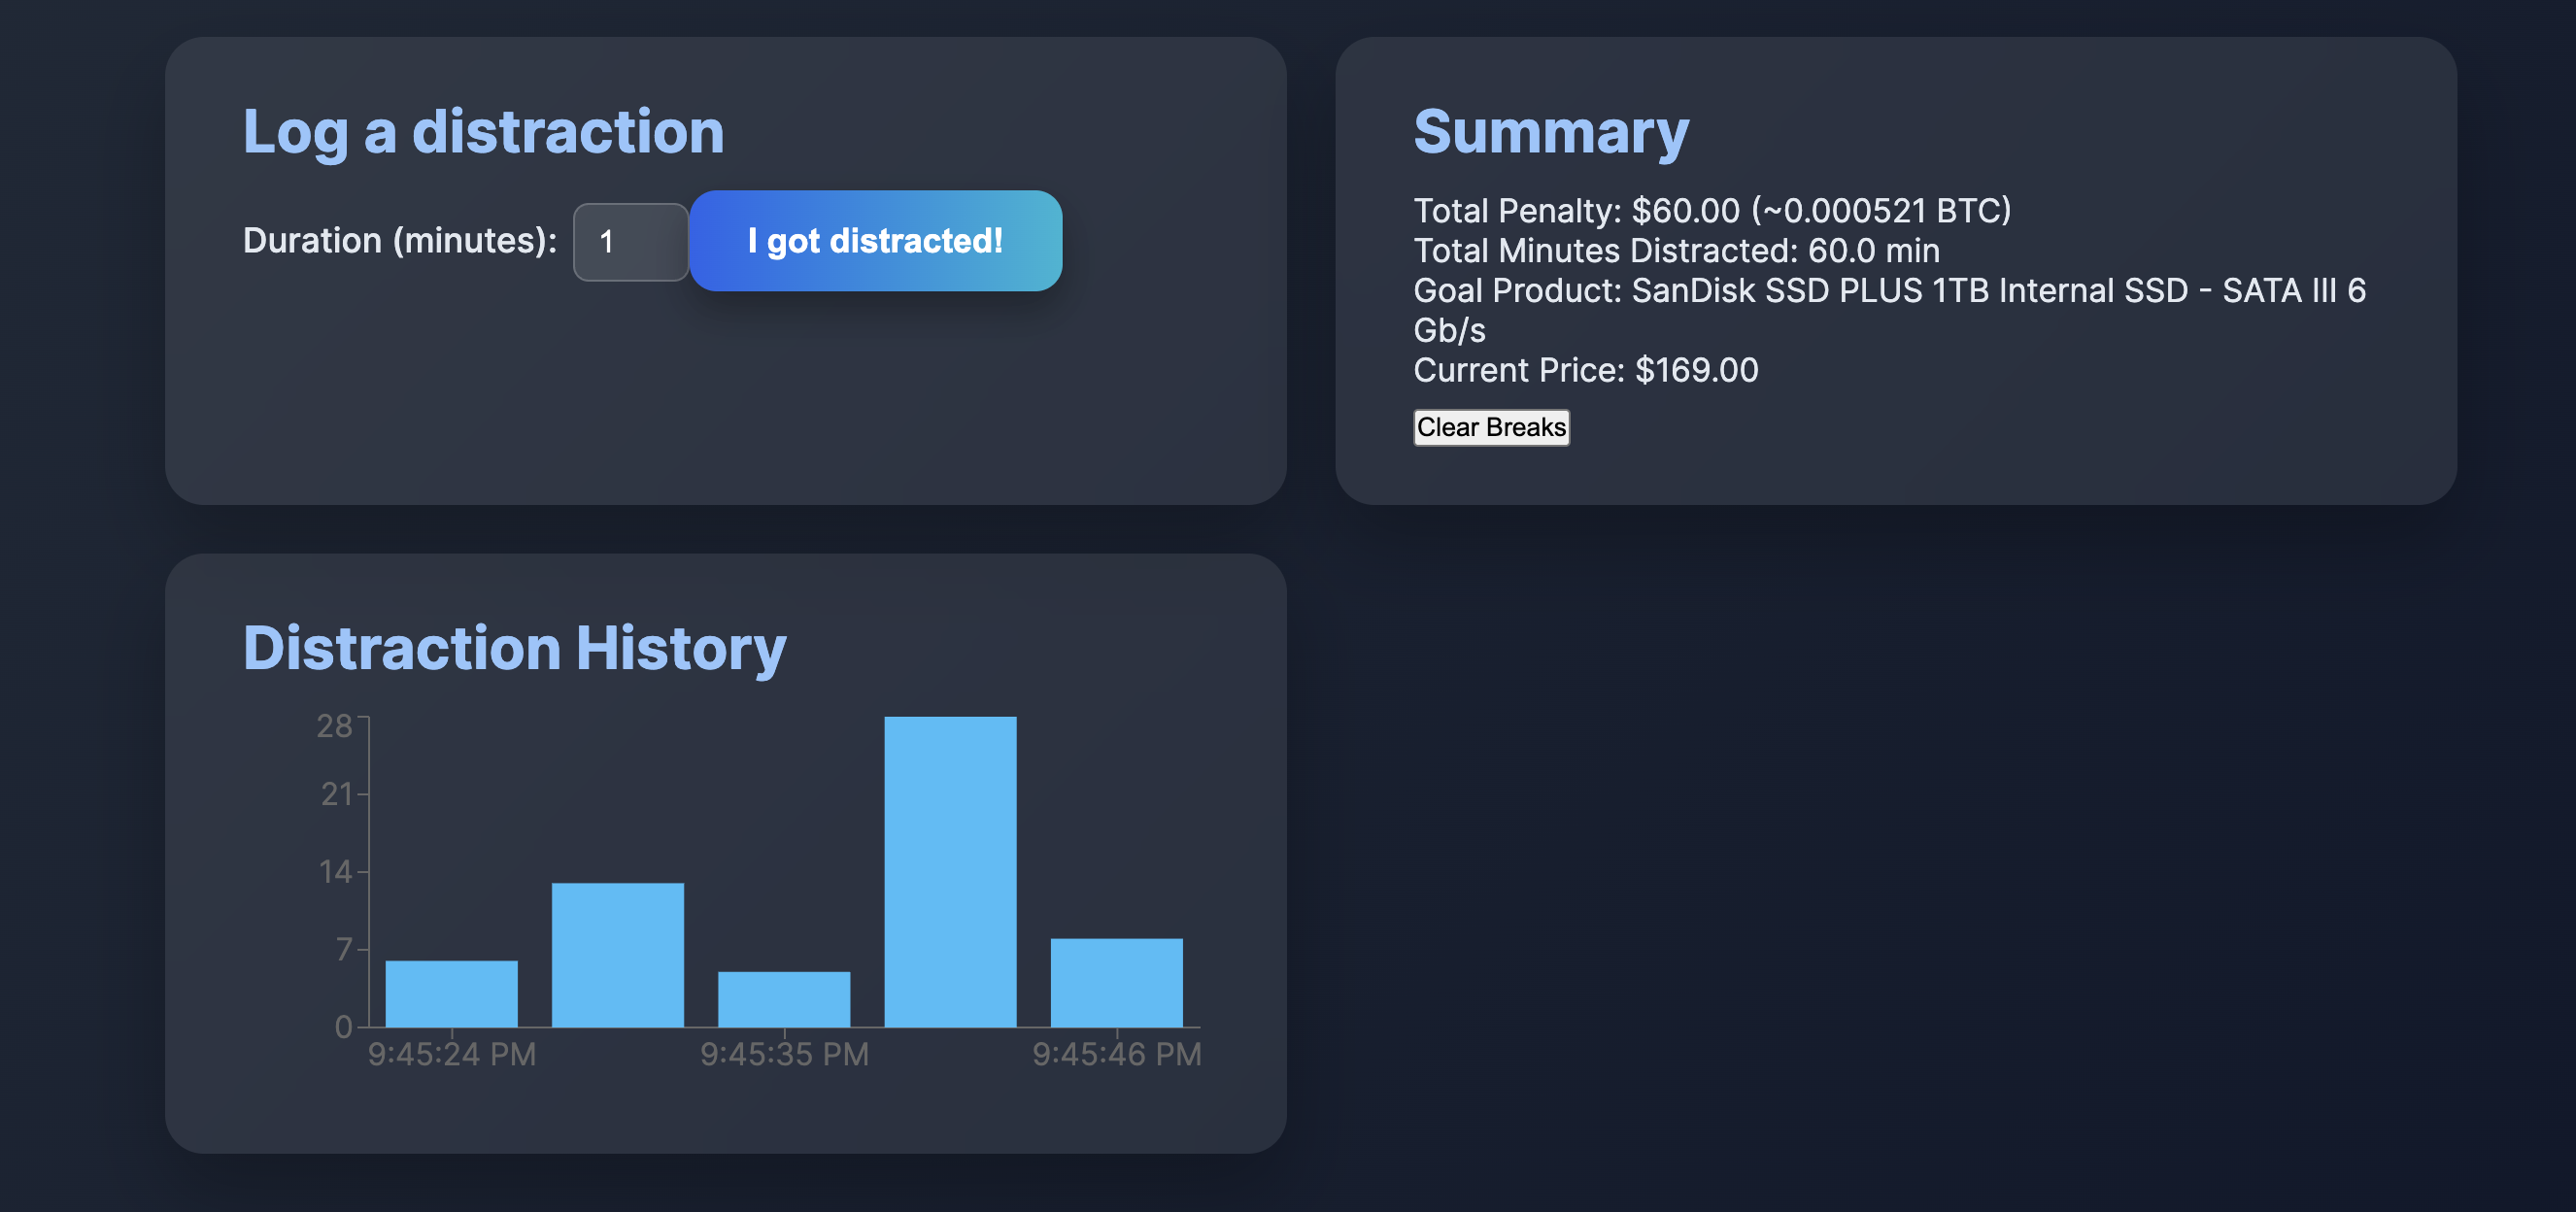 Log a distraction
Duration (minutes): 1 I got distracted!
Summary
Total Penalty: $60.00 (~0.000521 BTC)
Total Minutes Distracted: 60.0 min
Goal Product: SanDisk SSD PLUS 1TB Internal SSD - SATA III 6
Gb/s
Current Price: $169.00
Clear Breaks
Distraction History
28
21
14
7
0
9:45:24 PM 9:45:35 PM 9:45:46 PM